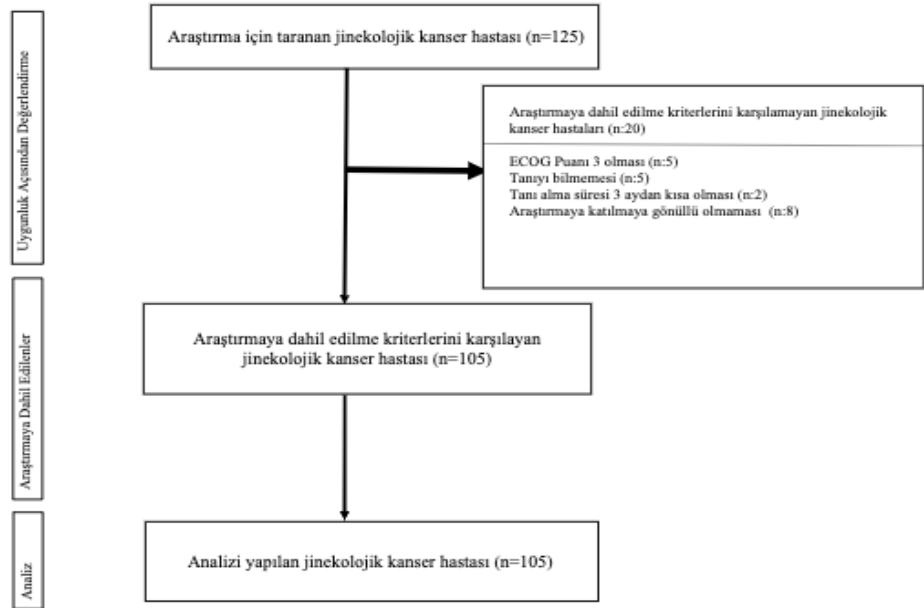 Uygunluk Açısından Değerlendirme
Araştırma için taranan jinekolojik kanser hastası (n=125)
Araştırmaya dahil edilme kriterlerini karşılamayan jinekolojik
kanser hastaları (n:20)
ECOG Puanı 3 olması (n:5)
Tanıyı bilmemesi (n:5)
Tanı alma süresi 3 aydan kısa olması (n:2)
Araştırmaya katılmaya gönüllü olmaması (n:8)
Araştırmaya Dahil Edilenler
Araştırmaya dahil edilme kriterlerini karşılayan
jinekolojik kanser hastası (n=105)
Analiz
Analizi yapılan jinekolojik kanser hastası (n=105)